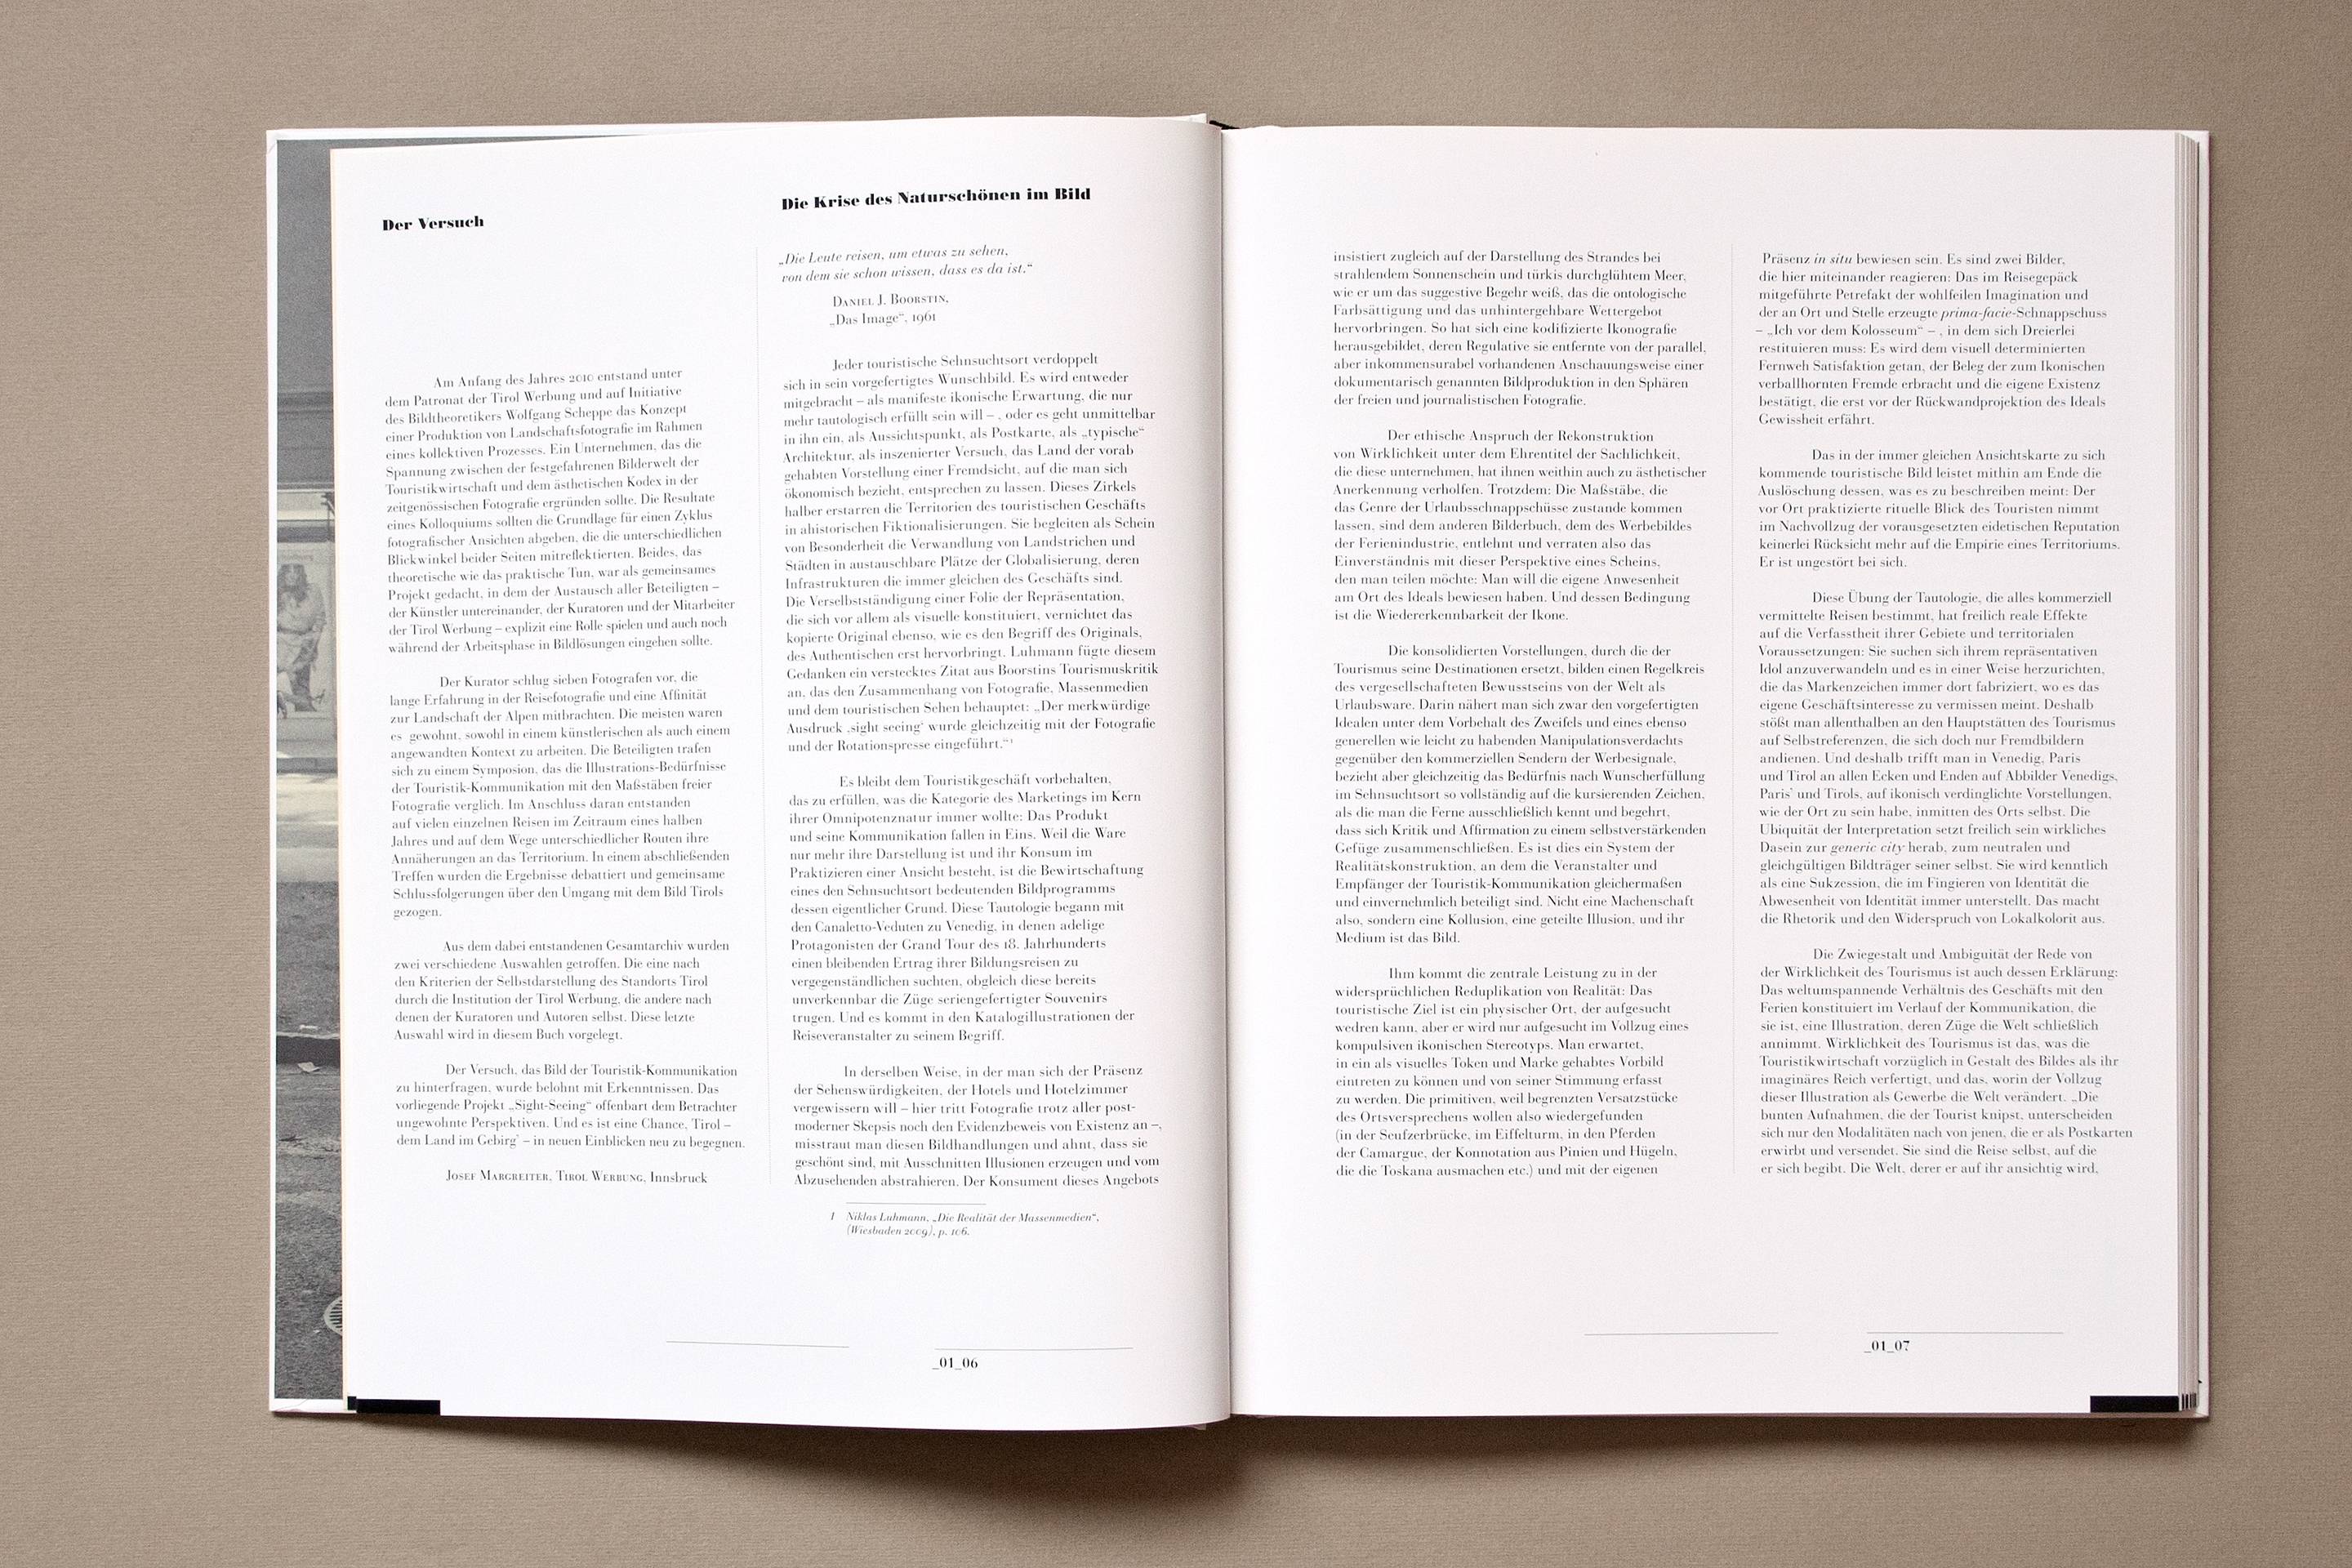 Der Versuch
Am Anfang des Jahres 2010 entstand unter
dem Patronat der Tirol Werbung und auf Initiative
des Bildtheoretikers Wolfgang Scheppe das Konzept
einer Produktion von Landschaftsfotografie im Rahmen
eines kollektiven Prozesses. Ein Unternehmen, das die
Spannung zwischen der festgefahrenen Bilderwelt der
Touristikwirtschaft und dem ästhetischen Kodex in der
zeitgenössischen Fotografie ergründen sollte. Die Resultate
eines Kolloquiums sollten die Grundlage für einen Zyklus
fotografischer Ansichten abgeben, die die unterschiedlichen
Blickwinkel beider Seiten mitreflektierten. Beides, das
theoretische wie das praktische Tun, war als gemeinsames
Projekt gedacht, in dem der Austausch aller Beteiligten –
der Künstler untereinander, der Kuratoren und der Mitarbeiter
der Tirol Werbung – explizit eine Rolle spielen und auch noch
während der Arbeitsphase in Bildlösungen eingehen sollte.
Der Kurator schlug sieben Fotografen vor, die
lange Erfahrung in der Reisefotografie und eine Affinität
zur Landschaft der Alpen mitbrachten. Die meisten waren
es gewohnt, sowohl in einem künstlerischen als auch einem
angewandten Kontext zu arbeiten. Die Beteiligten trafen
sich zu einem Symposion, das die Illustrations-Bedürfnisse
der Touristik-Kommunikation mit den Maßstäben freier
Fotografie verglich. Im Anschluss daran entstanden
auf vielen einzelnen Reisen im Zeitraum eines halben
Jahres und auf dem Wege unterschiedlicher Routen ihre
Annäherungen an das Territorium. In einem abschließenden
Treffen wurden die Ergebnisse debattiert und gemeinsame
Schlussfolgerungen über den Umgang mit dem Bild Tirols
gezogen.
Aus dem dabei entstandenen Gesamtarchiv wurden
zwei verschiedene Auswahlen getroffen. Die eine nach
den Kriterien der Selbstdarstellung des Standorts Tirol
durch die Institution der Tirol Werbung, die andere nach
denen der Kuratoren und Autoren selbst. Diese letzte
Auswahl wird in diesem Buch vorgelegt.
Der Versuch, das Bild der Touristik-Kommunikation
zu hinterfragen, wurde belohnt mit Erkenntnissen. Das
vorliegende Projekt „Sight-Seeing“ offenbart dem Betrachter
ungewohnte Perspektiven. Und es ist eine Chance, Tirol –
dem Land im Gebirg’ – in neuen Einblicken neu zu begegnen.
Josef Margreiter, Tirol Werbung, Innsbruck
Die Krise des Naturschönen im Bild
„Die Leute reisen, um etwas zu sehen,
von dem sie schon wissen, dass es da ist.“
Daniel J. Boorstin,
„Das Image“, 1961
Jeder touristische Sehnsuchtsort verdoppelt
sich in sein vorgefertigtes Wunschbild. Es wird entweder
mitgebracht – als manifeste ikonische Erwartung, die nur
mehr tautologisch erfüllt sein will – , oder es geht unmittelbar
in ihn ein, als Aussichtspunkt, als Postkarte, als „typische“
Architektur, als inszenierter Versuch, das Land der vorab
gehabten Vorstellung einer Fremdsicht, auf die man sich
ökonomisch bezieht, entsprechen zu lassen. Dieses Zirkels
halber erstarren die Territorien des touristischen Geschäfts
in ahistorischen Fiktionalisierungen. Sie begleiten als Schein
von Besonderheit die Verwandlung von Landstrichen und
Städten in austauschbare Plätze der Globalisierung, deren
Infrastrukturen die immer gleichen des Geschäfts sind.
Die Verselbstständigung einer Folie der Repräsentation,
die sich vor allem als visuelle konstituiert, vernichtet das
kopierte Original ebenso, wie es den Begriff des Originals,
des Authentischen erst hervorbringt. Luhmann fügte diesem
Gedanken ein verstecktes Zitat aus Boorstins Tourismuskritik
an, das den Zusammenhang von Fotografie, Massenmedien
und dem touristischen Sehen behauptet: „Der merkwürdige
Ausdruck ‚sight seeing‘ wurde gleichzeitig mit der Fotografie
und der Rotationspresse eingeführt.“¹
Es bleibt dem Touristikgeschäft vorbehalten,
das zu erfüllen, was die Kategorie des Marketings im Kern
ihrer Omnipotenznatur immer wollte: Das Produkt
und seine Kommunikation fallen in Eins. Weil die Ware
nur mehr ihre Darstellung ist und ihr Konsum im
Praktizieren einer Ansicht besteht, ist die Bewirtschaftung
eines den Sehnsuchtsort bedeutenden Bildprogramms
dessen eigentlicher Grund. Diese Tautologie begann mit
den Canaletto-Veduten zu Venedig, in denen adelige
Protagonisten der Grand Tour des 18. Jahrhunderts
einen bleibenden Ertrag ihrer Bildungsreisen zu
vergegenständlichen suchten, obgleich diese bereits
unverkennbar die Züge seriengefertigter Souvenirs
trugen. Und es kommt in den Katalogillustrationen der
Reiseveranstalter zu seinem Begriff.
In derselben Weise, in der man sich der Präsenz
der Sehenswürdigkeiten, der Hotels und Hotelzimmer
vergewissern will – hier tritt Fotografie trotz aller post-
moderner Skepsis noch den Evidenzbeweis von Existenz an –,
misstraut man diesen Bildhandlungen und ahnt, dass sie
geschönt sind, mit Ausschnitten Illusionen erzeugen und vom
Abzusehenden abstrahieren. Der Konsument dieses Angebots
1 Niklas Luhmann, „Die Realität der Massenmedien“,
(Wiesbaden 2009), p. 106.
_01_06
insistiert zugleich auf der Darstellung des Strandes bei
strahlendem Sonnenschein und türkis durchglühtem Meer,
wie er um das suggestive Begehr weiß, das die ontologische
Farbsättigung und das unhintergehbare Wettergebot
hervorbringen. So hat sich eine kodifizierte Ikonografie
herausgebildet, deren Regulative sie entfernte von der parallel,
aber inkommensurabel vorhandenen Anschauungsweise einer
dokumentarisch genannten Bildproduktion in den Sphären
der freien und journalistischen Fotografie.
Der ethische Anspruch der Rekonstruktion
von Wirklichkeit unter dem Ehrentitel der Sachlichkeit,
die diese unternehmen, hat ihnen weithin auch zu ästhetischer
Anerkennung verholfen. Trotzdem: Die Maßstäbe, die
das Genre der Urlaubsschnappschüsse zustande kommen
lassen, sind dem anderen Bilderbuch, dem des Werbebildes
der Ferienindustrie, entlehnt und verraten also das
Einverständnis mit dieser Perspektive eines Scheins,
den man teilen möchte: Man will die eigene Anwesenheit
am Ort des Ideals bewiesen haben. Und dessen Bedingung
ist die Wiedererkennbarkeit der Ikone.
Die konsolidierten Vorstellungen, durch die der
Tourismus seine Destinationen ersetzt, bilden einen Regelkreis
des vergesellschafteten Bewusstseins von der Welt als
Urlaubsware. Darin nähert man sich zwar den vorgefertigten
Idealen unter dem Vorbehalt des Zweifels und eines ebenso
generellen wie leicht zu habenden Manipulationsverdachts
gegenüber den kommerziellen Sendern der Werbesignale,
bezieht aber gleichzeitig das Bedürfnis nach Wunscherfüllung
im Sehnsuchtsort so vollständig auf die kursierenden Zeichen,
als die man die Ferne ausschließlich kennt und begehrt,
dass sich Kritik und Affirmation zu einem selbstverstärkenden
Gefüge zusammenschließen. Es ist dies ein System der
Realitätskonstruktion, an dem die Veranstalter und
Empfänger der Touristik-Kommunikation gleichermaßen
und einvernehmlich beteiligt sind. Nicht eine Machenschaft
also, sondern eine Kollusion, eine geteilte Illusion, und ihr
Medium ist das Bild.
Ihm kommt die zentrale Leistung zu in der
widersprüchlichen Reduplikation von Realität: Das
touristische Ziel ist ein physischer Ort, der aufgesucht
wedren kann, aber er wird nur aufgesucht im Vollzug eines
kompulsiven ikonischen Stereotyps. Man erwartet,
in ein als visuelles Token und Marke gehabtes Vorbild
eintreten zu können und von seiner Stimmung erfasst
zu werden. Die primitiven, weil begrenzten Versatzstücke
des Ortsversprechens wollen also wiedergefunden
(in der Seufzerbrücke, im Eiffelturm, in den Pferden
der Camargue, der Konnotation aus Pinien und Hügeln,
die die Toskana ausmachen etc.) und mit der eigenen
Präsenz in situ bewiesen sein. Es sind zwei Bilder,
die hier miteinander reagieren: Das im Reisegepäck
mitgeführte Petrefakt der wohlfeilen Imagination und
der an Ort und Stelle erzeugte prima-facie-Schnappschuss
– „Ich vor dem Kolosseum“ – , in dem sich Dreierlei
restituieren muss: Es wird dem visuell determinierten
Fernweh Satisfaktion getan, der Beleg der zum Ikonischen
verballhornten Fremde erbracht und die eigene Existenz
bestätigt, die erst vor der Rückwandprojektion des Ideals
Gewissheit erfährt.
Das in der immer gleichen Ansichtskarte zu sich
kommende touristische Bild leistet mithin am Ende die
Auslöschung dessen, was es zu beschreiben meint: Der
vor Ort praktizierte rituelle Blick des Touristen nimmt
im Nachvollzug der vorausgesetzten eidetischen Reputation
keinerlei Rücksicht mehr auf die Empirie eines Territoriums.
Er ist ungestört bei sich.
Diese Übung der Tautologie, die alles kommerziell
vermittelte Reisen bestimmt, hat freilich reale Effekte
auf die Verfasstheit ihrer Gebiete und territorialen
Voraussetzungen: Sie suchen sich ihrem repräsentativen
Idol anzuverwandeln und es in einer Weise herzurichten,
die das Markenzeichen immer dort fabriziert, wo es das
eigene Geschäftsinteresse zu vermissen meint. Deshalb
stößt man allenthalben an den Hauptstätten des Tourismus
auf Selbstreferenzen, die sich doch nur Fremdbildern
andienen. Und deshalb trifft man in Venedig, Paris
und Tirol an allen Ecken und Enden auf Abbilder Venedigs,
Paris’ und Tirols, auf ikonisch verdinglichte Vorstellungen,
wie der Ort zu sein habe, inmitten des Orts selbst. Die
Ubiquität der Interpretation setzt freilich sein wirkliches
Dasein zur generic city herab, zum neutralen und
gleichgültigen Bildträger seiner selbst. Sie wird kenntlich
als eine Sukzession, die im Fingieren von Identität die
Abwesenheit von Identität immer unterstellt. Das macht
die Rhetorik und den Widerspruch von Lokalkolorit aus.
Die Zwiegestalt und Ambiguität der Rede von
der Wirklichkeit des Tourismus ist auch dessen Erklärung:
Das weltumspannende Verhältnis des Geschäfts mit den
Ferien konstituiert im Verlauf der Kommunikation, die
sie ist, eine Illustration, deren Züge die Welt schließlich
annimmt. Wirklichkeit des Tourismus ist das, was die
Touristikwirtschaft vorzüglich in Gestalt des Bildes als ihr
imaginäres Reich verfertigt, und das, worin der Vollzug
dieser Illustration als Gewerbe die Welt verändert. „Die
bunten Aufnahmen, die der Tourist knipst, unterscheiden
sich nur den Modalitäten nach von jenen, die er als Postkarten
erwirbt und versendet. Sie sind die Reise selbst, auf die
er sich begibt. Die Welt, derer er auf ihr ansichtig wird,
_01_07